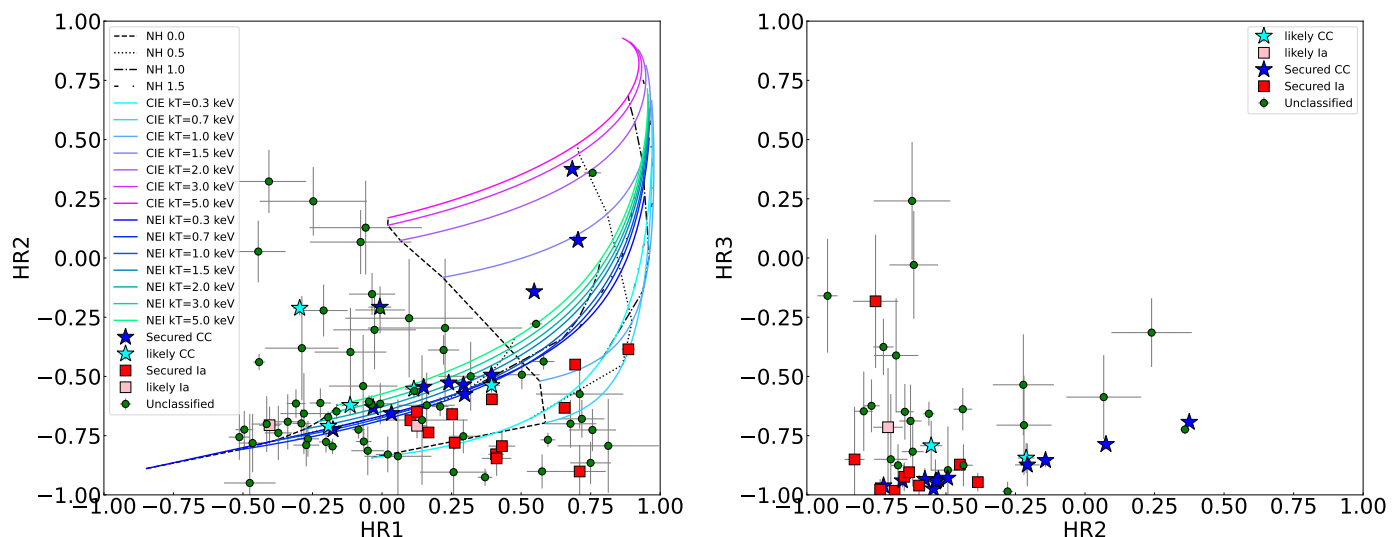 1.00
0.75
0.50
0.25
0.00
−0.25
−0.50
−0.75
−1.00
HR2
NH 0.0
NH 0.5
NH 1.0
NH 1.5
CIE kT=0.3 keV
CIE kT=0.7 keV
CIE kT=1.0 keV
CIE kT=1.5 keV
CIE kT=2.0 keV
CIE kT=3.0 keV
CIE kT=5.0 keV
NEI kT=0.3 keV
NEI kT=0.7 keV
NEI kT=1.0 keV
NEI kT=1.5 keV
NEI kT=2.0 keV
NEI kT=3.0 keV
NEI kT=5.0 keV
Secured CC
likely CC
Secured Ia
likely Ia
Unclassified
−1.00 −0.75 −0.50 −0.25 0.00 0.25 0.50 0.75 1.00
HR1
1.00
0.75
0.50
0.25
0.00
−0.25
−0.50
−0.75
−1.00
HR3
likely CC
likely Ia
Secured CC
Secured Ia
Unclassified
−1.00 −0.75 −0.50 −0.25 0.00 0.25 0.50 0.75 1.00
HR2